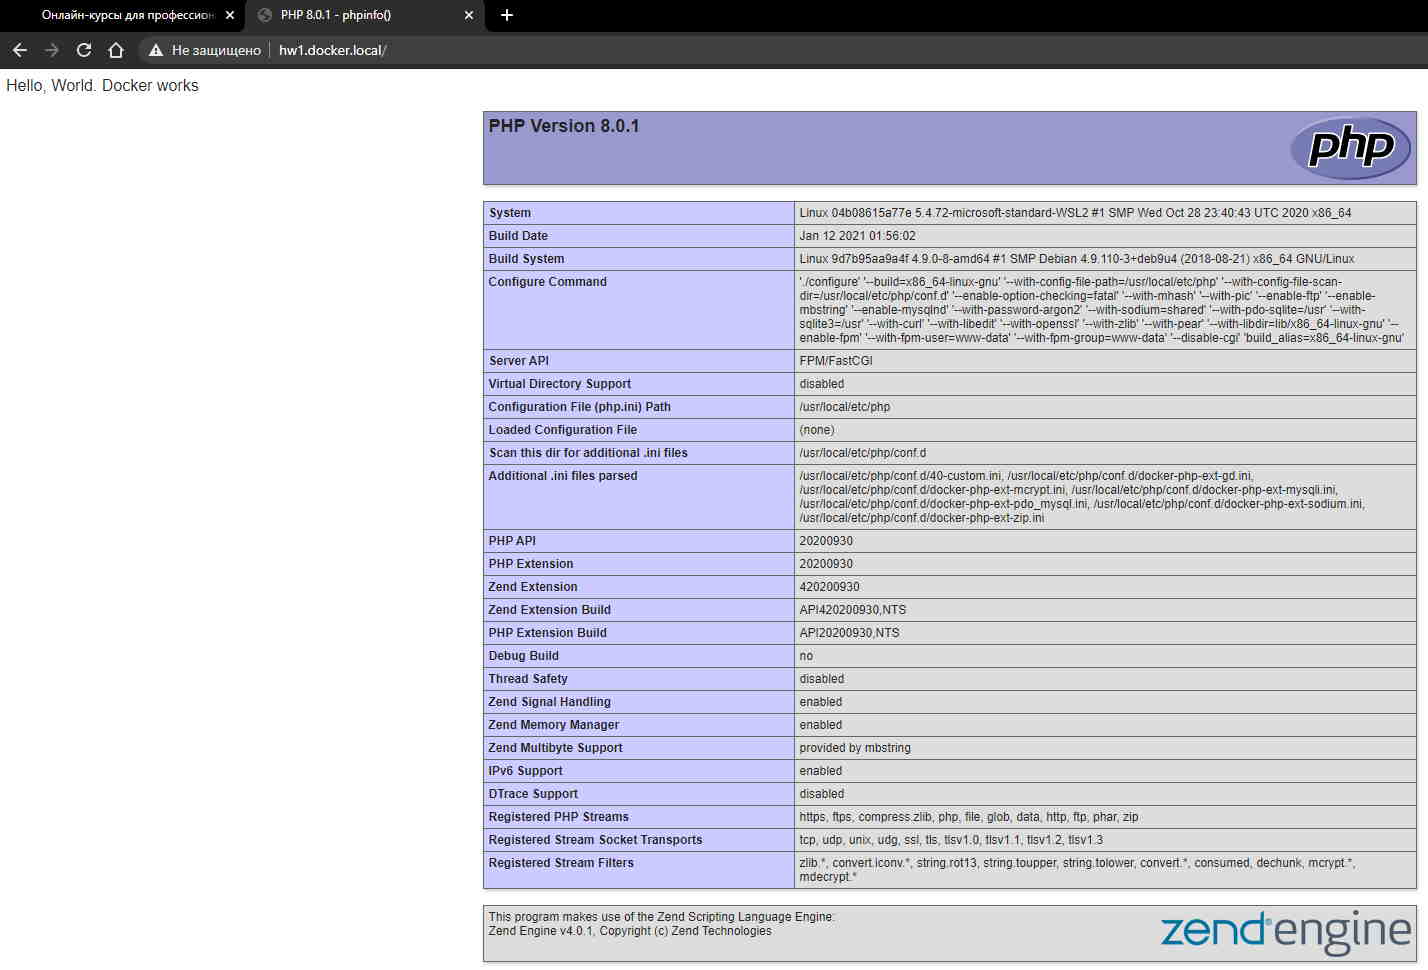 Онлайн-курсы для професси
PHP 8.0.1 - phpinfo()
Не защищено
hw1.docker.local/
Hello, World. Docker works
PHP Version 8.0.1
php
System Linux 04b08615a77e 5.4.72-microsoft-standard-WSL2 #1 SMP Wed Oct 28 23:40:43 UTC 2020 x86_64
Build Date Jan 12 2021 01:56:02
Build System Linux 9d7b95aa9a4f 4.9.0-8-amd64 #1 SMP Debian 4.9.110-3+deb9u4 (2018-08-21) x86_64 GNU/Linux
Configure Command './configure' '--build=x86_64-linux-gnu' '--with-config-file-path=/usr/local/etc/php' '--with-config-file-scan-
dir=/usr/local/etc/php/conf.d' '--enable-option-checking=fatal' '--with-mhash' '--with-pic' '--enable-ftp' '--enable-
mbstring' '--enable-mysqlnd' '--with-password-argon2' '--with-sodium=shared' '--with-pdo-sqlite=/usr' '--with-
sqlite3=/usr' '--with-curl' '--with-libedit' '--with-openssl' '--with-zlib' '--with-pear' '--with-libdir=lib/x86_64-linux-gnu' '--
enable-fpm' '--with-fpm-user=www-data' '--with-fpm-group=www-data' '--disable-cgi' 'build_alias=x86_64-linux-gnu'
Server API FPM/FastCGI
Virtual Directory Support disabled
Configuration File (php.ini) Path /usr/local/etc/php
Loaded Configuration File (none)
Scan this dir for additional .ini files /usr/local/etc/php/conf.d
Additional .ini files parsed /usr/local/etc/php/conf.d/40-custom.ini, /usr/local/etc/php/conf.d/docker-php-ext-gd.ini,
/usr/local/etc/php/conf.d/docker-php-ext-mcrypt.ini, /usr/local/etc/php/conf.d/docker-php-ext-mysqli.ini,
/usr/local/etc/php/conf.d/docker-php-ext-pdo_mysql.ini, /usr/local/etc/php/conf.d/docker-php-ext-sodium.ini,
/usr/local/etc/php/conf.d/docker-php-ext-zip.ini
PHP API 20200930
PHP Extension 20200930
Zend Extension 420200930
Zend Extension Build API420200930,NTS
PHP Extension Build API20200930,NTS
Debug Build no
Thread Safety disabled
Zend Signal Handling enabled
Zend Memory Manager enabled
Zend Multibyte Support provided by mbstring
IPv6 Support enabled
DTrace Support disabled
Registered PHP Streams https, ftps, compress.zlib, php, file, glob, data, http, ftp, phar, zip
Registered Stream Socket Transports tcp, udp, unix, udg, ssl, tls, tlsv1.0, tlsv1.1, tlsv1.2, tlsv1.3
Registered Stream Filters zlib.*, convert.iconv.*, string.rot13, string.toupper, string.tolower, convert.*, consumed, dechunk, mcrypt.*,
mdecrypt.*
This program makes use of the Zend Scripting Language Engine:
Zend Engine v4.0.1, Copyright (c) Zend Technologies
zend®engine